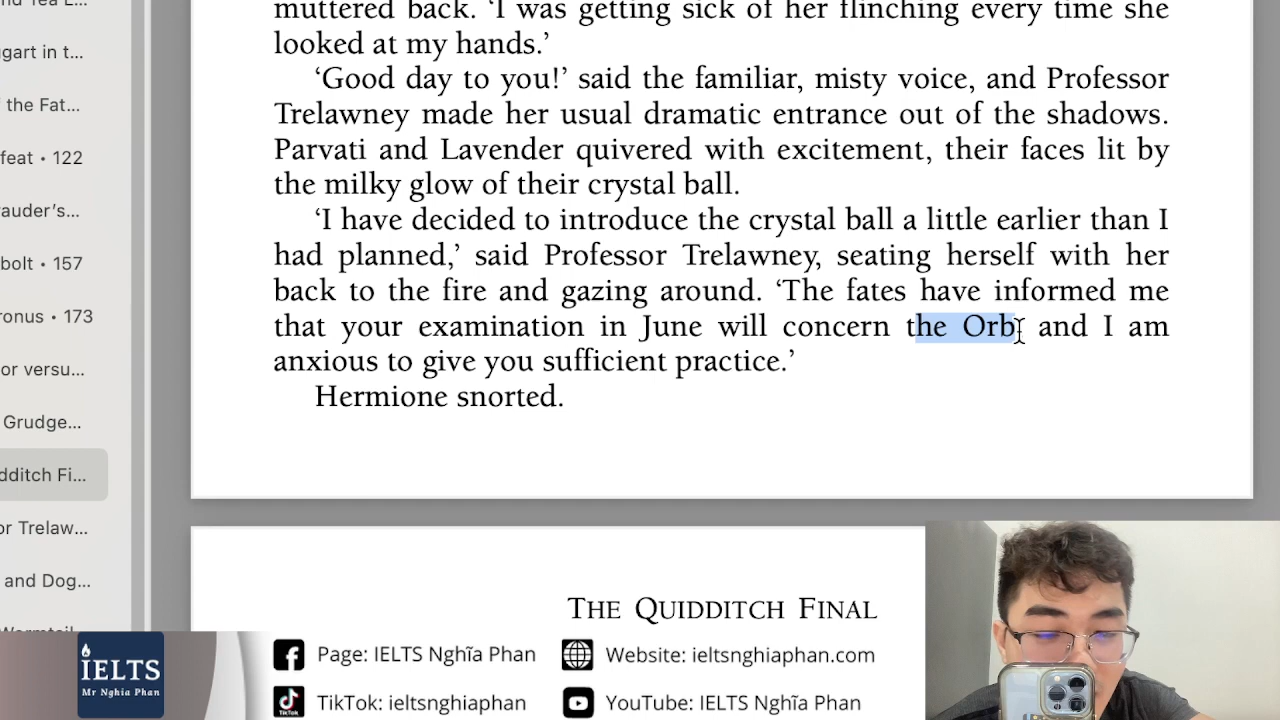 muttered back. ‘I was getting sick of her flinching every time she
looked at my hands.’
‘Good day to you!’ said the familiar, misty voice, and Professor
Trelawney made her usual dramatic entrance out of the shadows.
Parvati and Lavender quivered with excitement, their faces lit by
the milky glow of their crystal ball.
‘I have decided to introduce the crystal ball a little earlier than I
had planned,’ said Professor Trelawney, seating herself with her
back to the fire and gazing around. ‘The fates have informed me
that your examination in June will concern the Orb and I am
anxious to give you sufficient practice.’
Hermione snorted.
THE QUIDDITCH FINAL
gart in t...
the Fat...
feat • 122
rauder’s...
bolt • 157
ronus • 173
or versu...
Grudge...
dditch Fi...
or Trelaw...
and Dog...
IELTS
Mr Nghia Phan
Page: IELTS Nghĩa Phan
Website: ieltsnghiaphan.com
TikTok: ieltsnghiaphan
YouTube: IELTS Nghĩa Phan